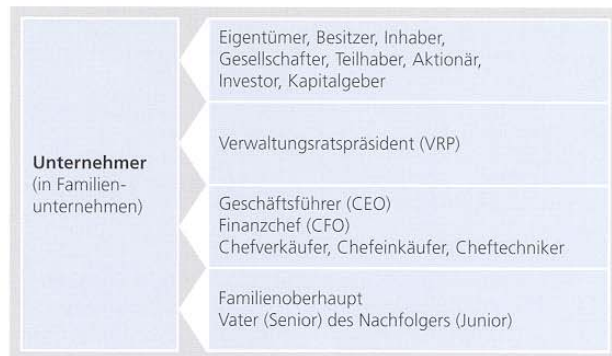 Unternehmer
(in Familien-
unternehmen)
Eigentümer, Besitzer, Inhaber,
Gesellschafter, Teilhaber, Aktionär,
Investor, Kapitalgeber
Verwaltungsratspräsident (VRP)
Geschäftsführer (CEO)
Finanzchef (CFO)
Chefverkäufer, Chefeinkäufer, Cheftechniker
Familienoberhaupt
Vater (Senior) des Nachfolgers (Junior)